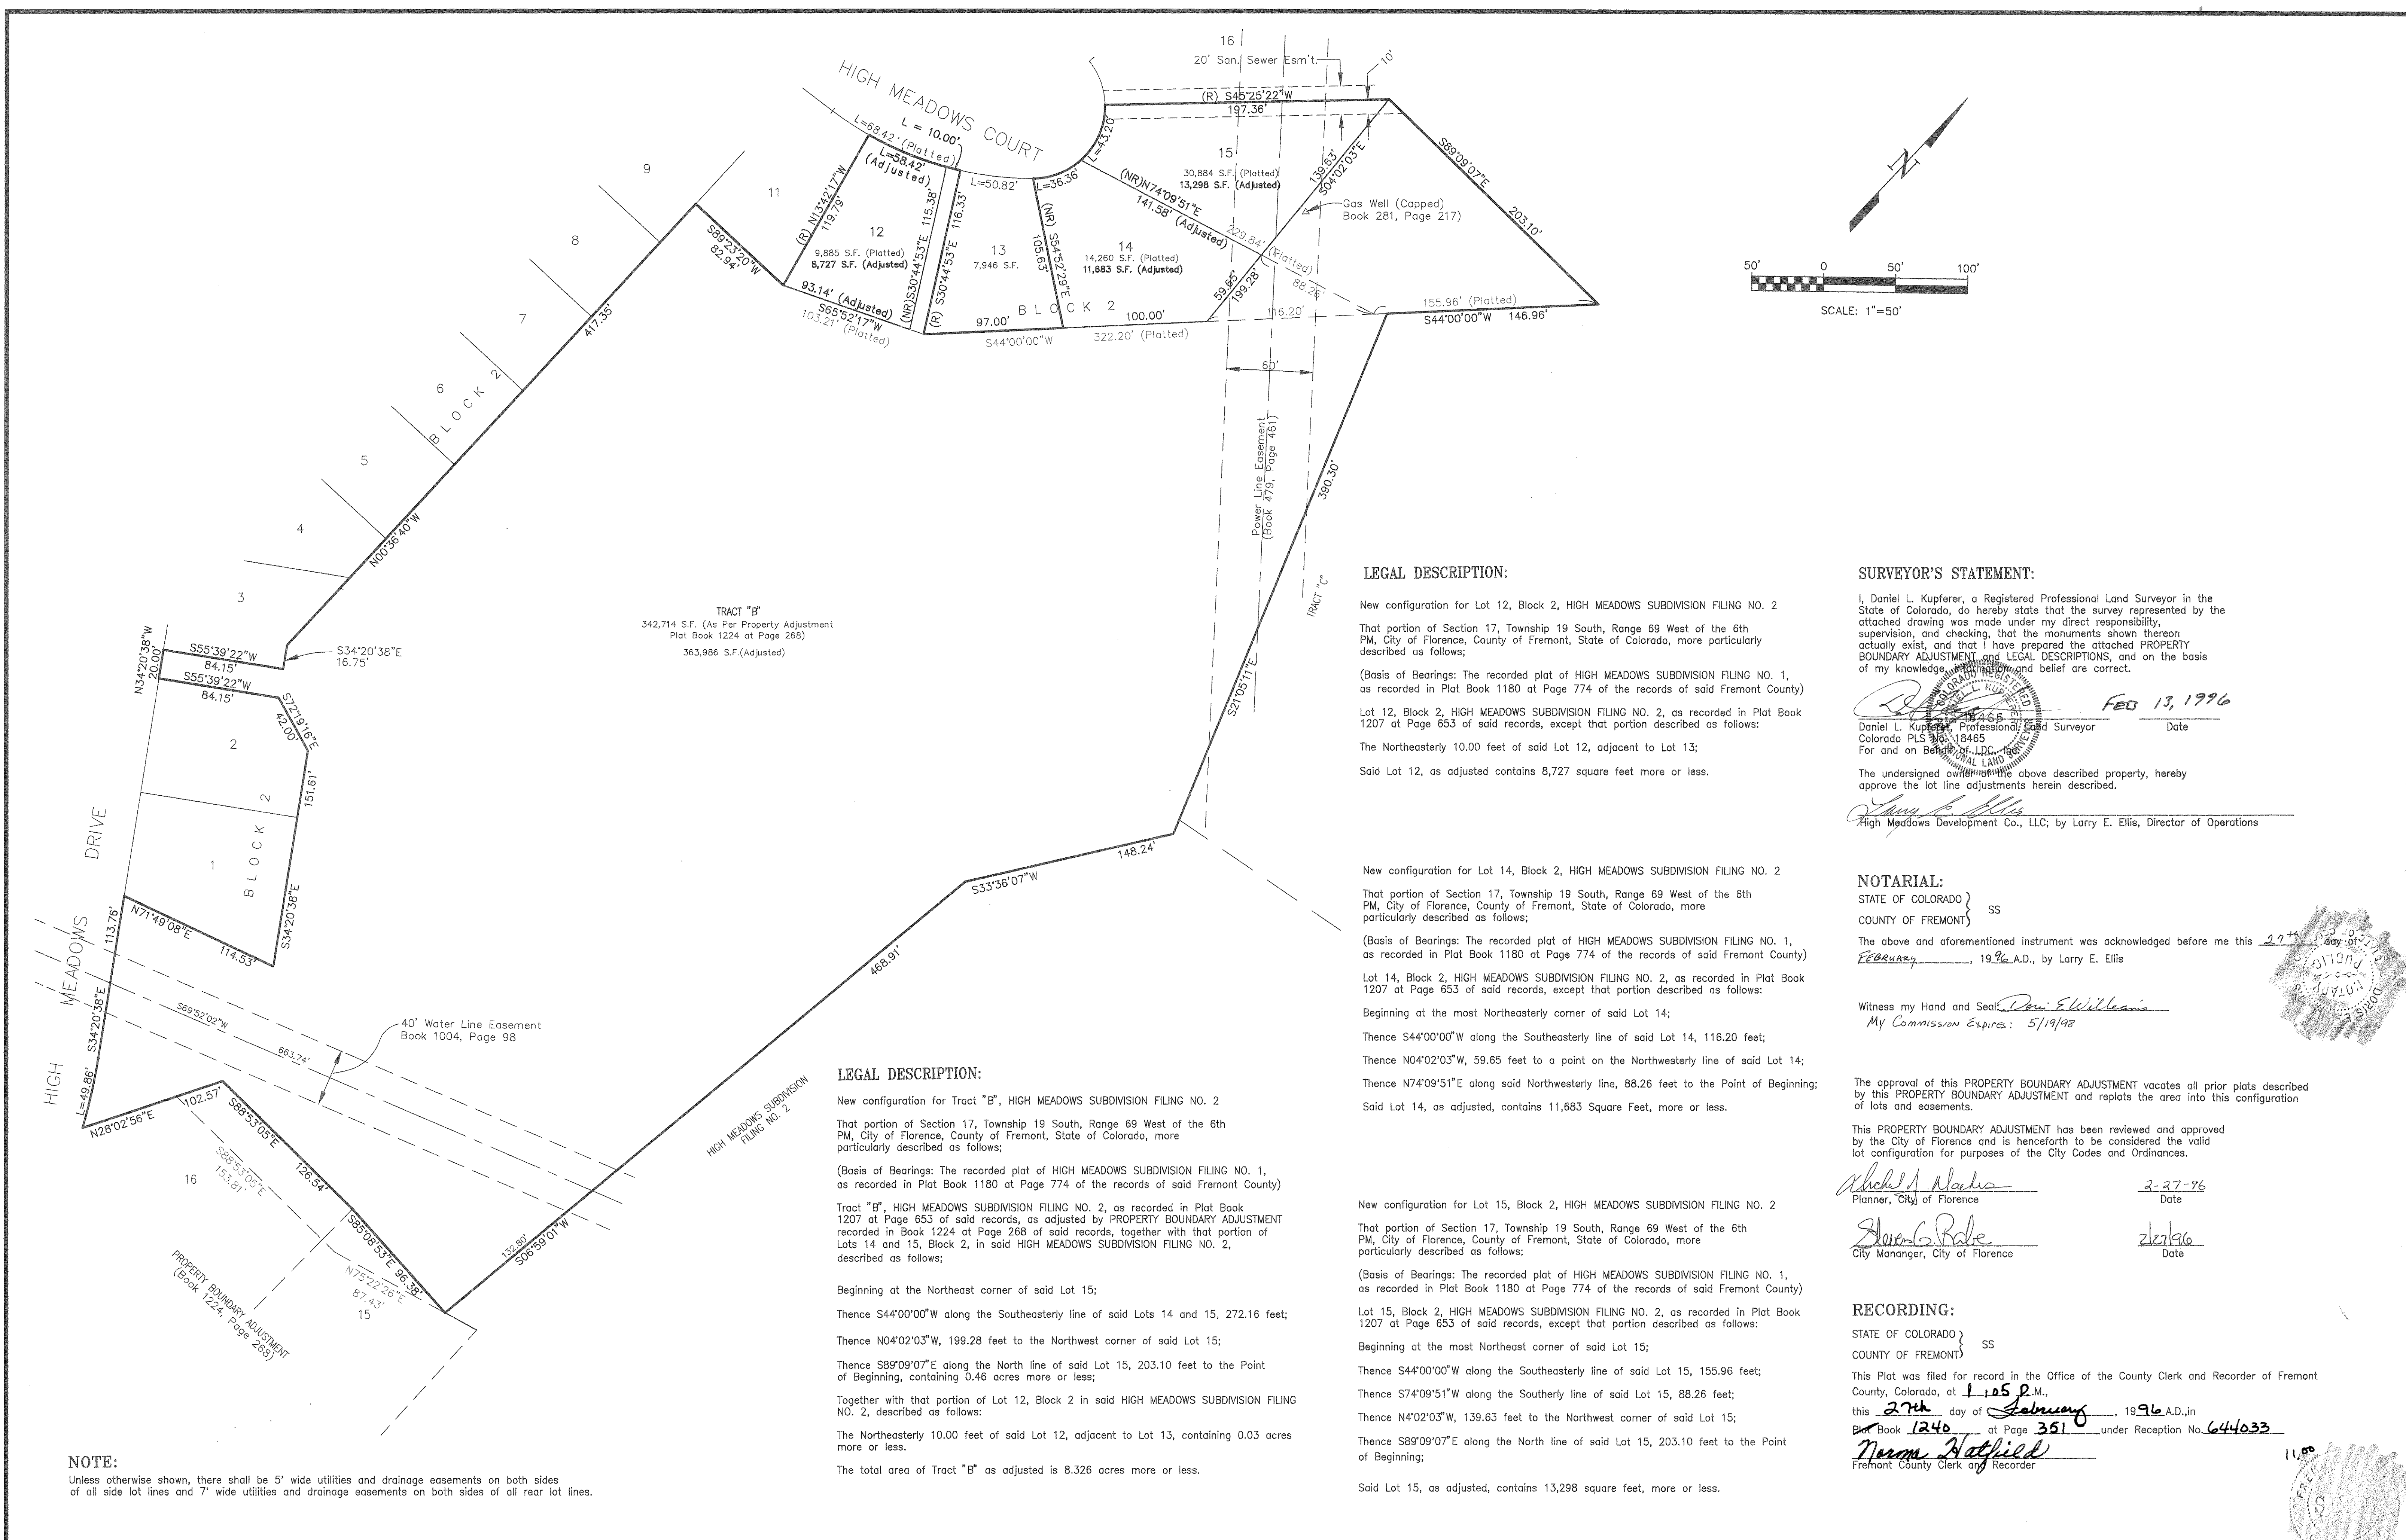 HIGH MEADOWS COURT
L = 10.00'
L=68.42' (Platted)
L=58.42'
(Adjusted)
L=50.82'
L=36.36'
L=43.20'
16
20' San. Sewer Esm't.
10'
(R) S45°25'22"W
197.36'
S89°09'07"E
203.10'
15
30,884 S.F. (Platted)
13,298 S.F. (Adjusted)
139.63'
S04°02'03"E
(NR)N74°09'51"E
141.58' (Adjusted)
229.84' (Platted)
88.26'
Gas Well (Capped)
Book 281, Page 217)
14
14,260 S.F. (Platted)
11,683 S.F. (Adjusted)
59.65'
199.28'
116.20'
155.96' (Platted)
S44°00'00"W 146.96'
(NR) S54°52'29"E
105.63'
13
7,946 S.F.
BLOCK 2
97.00'
100.00'
S44°00'00"W
322.20' (Platted)
(R) S30°44'53"E 116.33'
(NR)S30°44'53"E 115.38'
12
9,885 S.F. (Platted)
8,727 S.F. (Adjusted)
(R) N13°42'17"W
119.79'
93.14' (Adjusted)
S65°52'17"W
103.21' (Platted)
11
S89°23'20"W
82.94'
9
8
7
6
5
4
3
BLOCK 2
417.35'
N00°36'40"W
50' 0 50' 100'
SCALE: 1"=50'
N
60'
Power Line Easement
(Book 479, Page 461)
390.30'
S21°05'11"E
TRACT "C"
TRACT "B"
342,714 S.F. (As Per Property Adjustment
Plat Book 1224 at Page 268)
363,986 S.F.(Adjusted)
N34°20'38"W
20.00'
S55°39'22"W
84.15'
S34°20'38"E
16.75'
S55°39'22"W
84.15'
S72°19'16"E
42.00'
2
151.61'
1
BLOCK 2
S34°20'38"E
HIGH MEADOWS DRIVE
113.76'
N71°49'08"E
114.53'
S34°20'38"E
L=49.86'
S69°52'02"W
663.74'
40' Water Line Easement
Book 1004, Page 98
N28°02'56"E
102.57'
S88°53'05"E
126.54'
S88°53'05"E
153.81'
16
S85°08'53"E 96.38'
N75°22'26"E
87.43'
15
PROPERTY BOUNDARY ADJUSTMENT
(Book 1224, Page 268)
132.80'
S06°59'01"W
468.91'
S33°36'07"W
148.24'
HIGH MEADOWS SUBDIVISION
FILING NO. 2
NOTE:
Unless otherwise shown, there shall be 5' wide utilities and drainage easements on both sides
of all side lot lines and 7' wide utilities and drainage easements on both sides of all rear lot lines.
LEGAL DESCRIPTION:
New configuration for Tract "B", HIGH MEADOWS SUBDIVISION FILING NO. 2
That portion of Section 17, Township 19 South, Range 69 West of the 6th
PM, City of Florence, County of Fremont, State of Colorado, more
particularly described as follows;
(Basis of Bearings: The recorded plat of HIGH MEADOWS SUBDIVISION FILING NO. 1,
as recorded in Plat Book 1180 at Page 774 of the records of said Fremont County)
Tract "B", HIGH MEADOWS SUBDIVISION FILING NO. 2, as recorded in Plat Book
1207 at Page 653 of said records, as adjusted by PROPERTY BOUNDARY ADJUSTMENT
recorded in Book 1224 at Page 268 of said records, together with that portion of
Lots 14 and 15, Block 2, in said HIGH MEADOWS SUBDIVISION FILING NO. 2,
described as follows;
Beginning at the Northeast corner of said Lot 15;
Thence S44°00'00"W along the Southeasterly line of said Lots 14 and 15, 272.16 feet;
Thence N04°02'03"W, 199.28 feet to the Northwest corner of said Lot 15;
Thence S89°09'07"E along the North line of said Lot 15, 203.10 feet to the Point
of Beginning, containing 0.46 acres more or less;
Together with that portion of Lot 12, Block 2 in said HIGH MEADOWS SUBDIVISION FILING
NO. 2, described as follows:
The Northeasterly 10.00 feet of said Lot 12, adjacent to Lot 13, containing 0.03 acres
more or less.
The total area of Tract "B" as adjusted is 8.326 acres more or less.
LEGAL DESCRIPTION:
New configuration for Lot 12, Block 2, HIGH MEADOWS SUBDIVISION FILING NO. 2
That portion of Section 17, Township 19 South, Range 69 West of the 6th
PM, City of Florence, County of Fremont, State of Colorado, more particularly
described as follows;
(Basis of Bearings: The recorded plat of HIGH MEADOWS SUBDIVISION FILING NO. 1,
as recorded in Plat Book 1180 at Page 774 of the records of said Fremont County)
Lot 12, Block 2, HIGH MEADOWS SUBDIVISION FILING NO. 2, as recorded in Plat Book
1207 at Page 653 of said records, except that portion described as follows:
The Northeasterly 10.00 feet of said Lot 12, adjacent to Lot 13;
Said Lot 12, as adjusted contains 8,727 square feet more or less.
New configuration for Lot 14, Block 2, HIGH MEADOWS SUBDIVISION FILING NO. 2
That portion of Section 17, Township 19 South, Range 69 West of the 6th
PM, City of Florence, County of Fremont, State of Colorado, more
particularly described as follows;
(Basis of Bearings: The recorded plat of HIGH MEADOWS SUBDIVISION FILING NO. 1,
as recorded in Plat Book 1180 at Page 774 of the records of said Fremont County)
Lot 14, Block 2, HIGH MEADOWS SUBDIVISION FILING NO. 2, as recorded in Plat Book
1207 at Page 653 of said records, except that portion described as follows:
Beginning at the most Northeasterly corner of said Lot 14;
Thence S44°00'00"W along the Southeasterly line of said Lot 14, 116.20 feet;
Thence N04°02'03"W, 59.65 feet to a point on the Northwesterly line of said Lot 14;
Thence N74°09'51"E along said Northwesterly line, 88.26 feet to the Point of Beginning;
Said Lot 14, as adjusted, contains 11,683 Square Feet, more or less.
New configuration for Lot 15, Block 2, HIGH MEADOWS SUBDIVISION FILING NO. 2
That portion of Section 17, Township 19 South, Range 69 West of the 6th
PM, City of Florence, County of Fremont, State of Colorado, more
particularly described as follows;
(Basis of Bearings: The recorded plat of HIGH MEADOWS SUBDIVISION FILING NO. 1,
as recorded in Plat Book 1180 at Page 774 of the records of said Fremont County)
Lot 15, Block 2, HIGH MEADOWS SUBDIVISION FILING NO. 2, as recorded in Plat Book
1207 at Page 653 of said records, except that portion described as follows:
Beginning at the most Northeast corner of said Lot 15;
Thence S44°00'00"W along the Southeasterly line of said Lot 15, 155.96 feet;
Thence S74°09'51"W along the Southerly line of said Lot 15, 88.26 feet;
Thence N4°02'03"W, 139.63 feet to the Northwest corner of said Lot 15;
Thence S89°09'07"E along the North line of said Lot 15, 203.10 feet to the Point
of Beginning;
Said Lot 15, as adjusted, contains 13,298 square feet, more or less.
SURVEYOR'S STATEMENT:
I, Daniel L. Kupferer, a Registered Professional Land Surveyor in the
State of Colorado, do hereby state that the survey represented by the
attached drawing was made under my direct responsibility,
supervision, and checking, that the monuments shown thereon
actually exist, and that I have prepared the attached PROPERTY
BOUNDARY ADJUSTMENT and LEGAL DESCRIPTIONS, and on the basis
of my knowledge, information and belief are correct.
FEB 13, 1996
Daniel L. Kupferer, Professional Land Surveyor Date
Colorado PLS No. 18465
For and on Behalf of LDC, Inc.
COLORADO REGISTERED
DANIEL L. KUPFERER
18465
PROFESSIONAL LAND SURVEYOR
The undersigned owner of the above described property, hereby
approve the lot line adjustments herein described.
Larry E. Ellis
High Meadows Development Co., LLC; by Larry E. Ellis, Director of Operations
NOTARIAL:
STATE OF COLORADO
SS
COUNTY OF FREMONT
The above and aforementioned instrument was acknowledged before me this 27th day of
FEBRUARY, 1996 A.D., by Larry E. Ellis
Witness my Hand and Seal: Doris E Williams
My Commission Expires: 5/19/98
DORIS E
NOTARY
PUBLIC
The approval of this PROPERTY BOUNDARY ADJUSTMENT vacates all prior plats described
by this PROPERTY BOUNDARY ADJUSTMENT and replats the area into this configuration
of lots and easements.
This PROPERTY BOUNDARY ADJUSTMENT has been reviewed and approved
by the City of Florence and is henceforth to be considered the valid
lot configuration for purposes of the City Codes and Ordinances.
2-27-96
Planner, City of Florence Date
Steven G. Rabe 2/27/96
City Mananger, City of Florence Date
RECORDING:
STATE OF COLORADO
SS
COUNTY OF FREMONT
This Plat was filed for record in the Office of the County Clerk and Recorder of Fremont
County, Colorado, at 1:05 P.M.,
this 27th day of February, 1996 A.D.,in
Plat Book 1240 at Page 351 under Reception No. 644033
Norma Hatfield
Fremont County Clerk and Recorder
11.00
SEAL